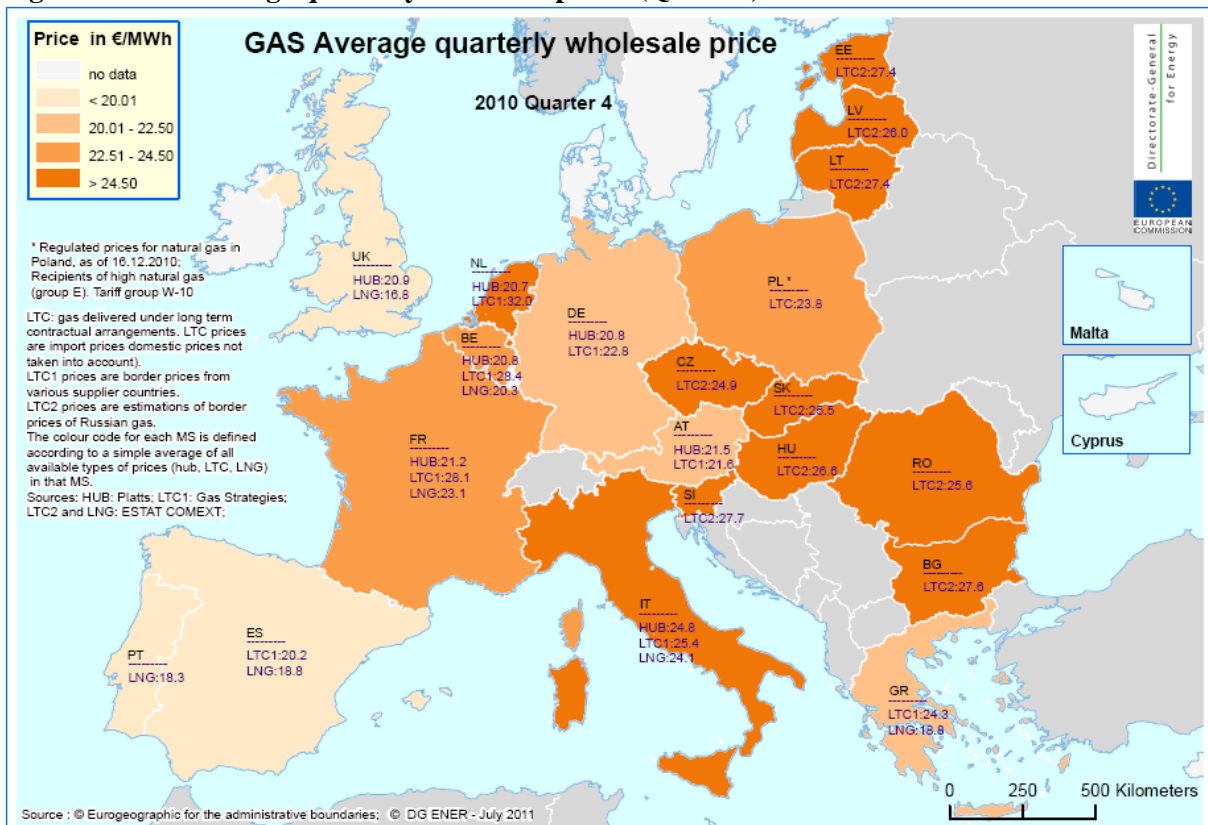 Price in €/MWh
no data
< 20.01
20.01 - 22.50
22.51 - 24.50
> 24.50
GAS Average quarterly wholesale price
2010 Quarter 4
Directorate-General
for Energy
EUROPEAN
COMMISSION
* Regulated prices for natural gas in
Poland, as of 16.12.2010;
Recipients of high natural gas
(group E). Tariff group W-10
LTC: gas delivered under long term
contractual arrangements. LTC prices
are import prices domestic prices not
taken into account).
LTC1 prices are border prices from
various supplier countries.
LTC2 prices are estimations of border
prices of Russian gas.
The colour code for each MS is defined
according to a simple average of all
available types of prices (hub, LTC, LNG)
in that MS.
Sources: HUB: Platts; LTC1: Gas Strategies;
LTC2 and LNG: ESTAT COMEXT;
EE
LTC2:27.4
LV
LTC2:26.0
LT
LTC2:27.4
UK
HUB:20.9
LNG:16.8
NL
HUB:20.7
LTC1:32.0
BE
HUB:20.8
LTC1:28.4
LNG:20.3
DE
HUB:20.8
LTC1:22.8
PL *
LTC:23.8
CZ
LTC2:24.9
SK
LTC2:25.5
AT
HUB:21.5
LTC1:21.6
HU
LTC2:26.6
RO
LTC2:25.6
SI
LTC2:27.7
BG
LTC2:27.6
FR
HUB:21.2
LTC1:28.1
LNG:23.1
IT
HUB:24.8
LTC1:25.4
LNG:24.1
ES
LTC1:20.2
LNG:18.8
PT
LNG:18.3
GR
LTC1:24.3
LNG:18.8
Malta
Cyprus
0 250 500 Kilometers
Source : © Eurogeographic for the administrative boundaries; © DG ENER - July 2011